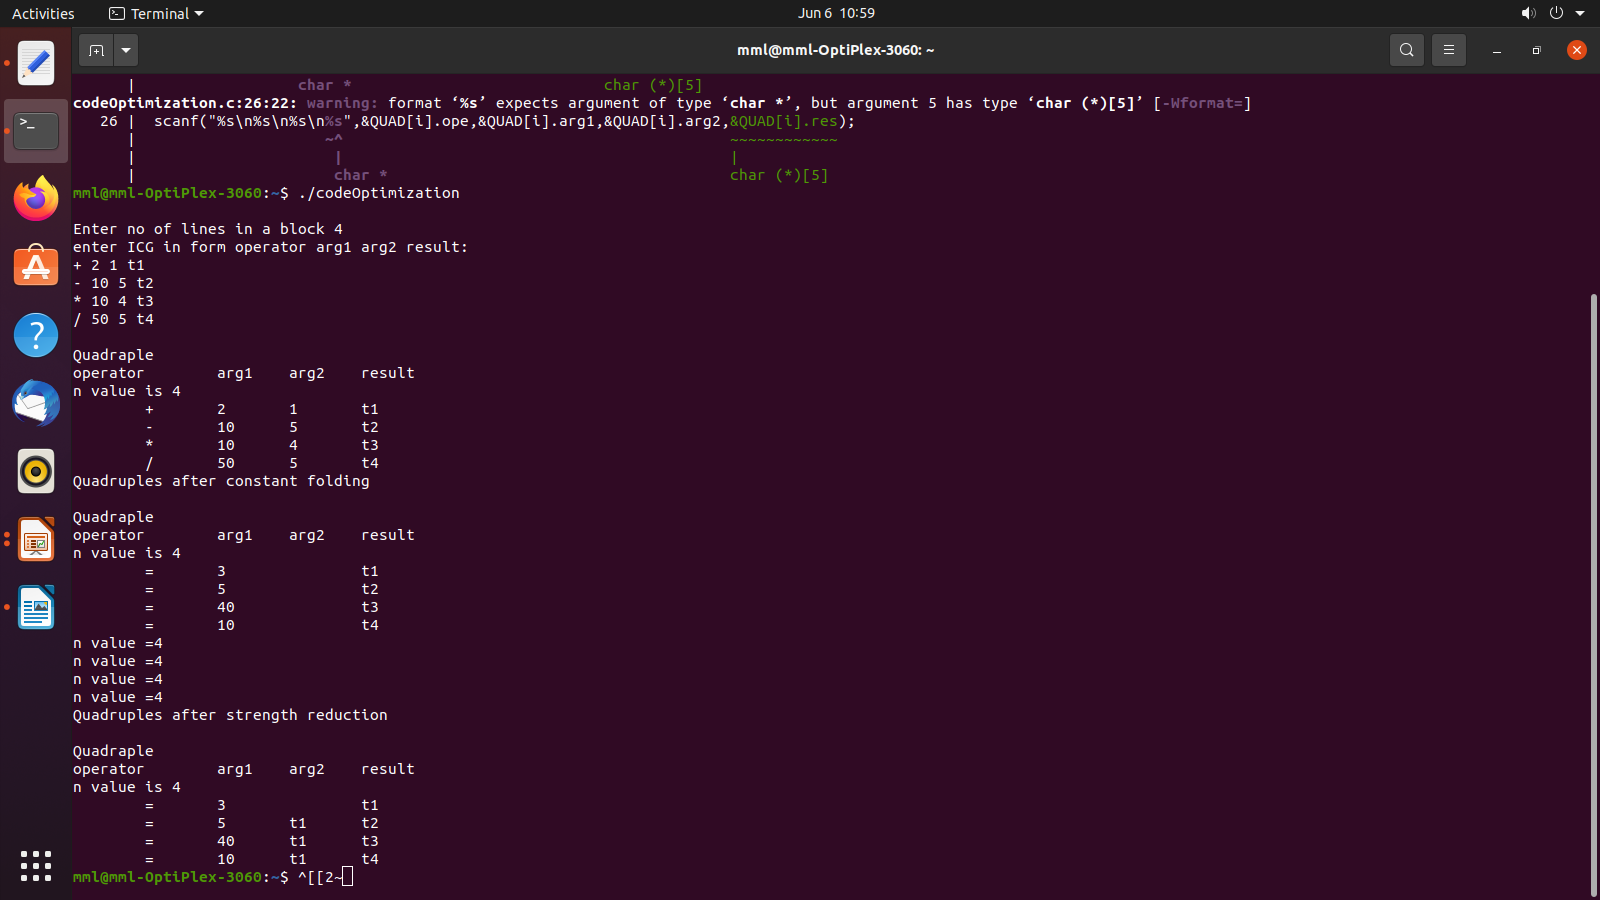 Activities Terminal Jun 6 10:59
mml@mml-OptiPlex-3060: ~
| char * char (*)[5]
codeOptimization.c:26:22: warning: format ‘%s’ expects argument of type ‘char *’, but argument 5 has type ‘char (*)[5]’ [-Wformat=]
26 | scanf("%s\n%s\n%s\n%s",&QUAD[i].ope,&QUAD[i].arg1,&QUAD[i].arg2,&QUAD[i].res);
| ~^ ~~~~~~~~~~~~
| | |
| char * char (*)[5]
mml@mml-OptiPlex-3060:~$ ./codeOptimization
Enter no of lines in a block 4
enter ICG in form operator arg1 arg2 result:
+ 2 1 t1
- 10 5 t2
* 10 4 t3
/ 50 5 t4
Quadraple
operator arg1 arg2 result
n value is 4
+ 2 1 t1
- 10 5 t2
* 10 4 t3
/ 50 5 t4
Quadruples after constant folding
Quadraple
operator arg1 arg2 result
n value is 4
= 3 t1
= 5 t2
= 40 t3
= 10 t4
n value =4
n value =4
n value =4
n value =4
Quadruples after strength reduction
Quadraple
operator arg1 arg2 result
n value is 4
= 3 t1
= 5 t1 t2
= 40 t1 t3
= 10 t1 t4
mml@mml-OptiPlex-3060:~$ ^[[2~